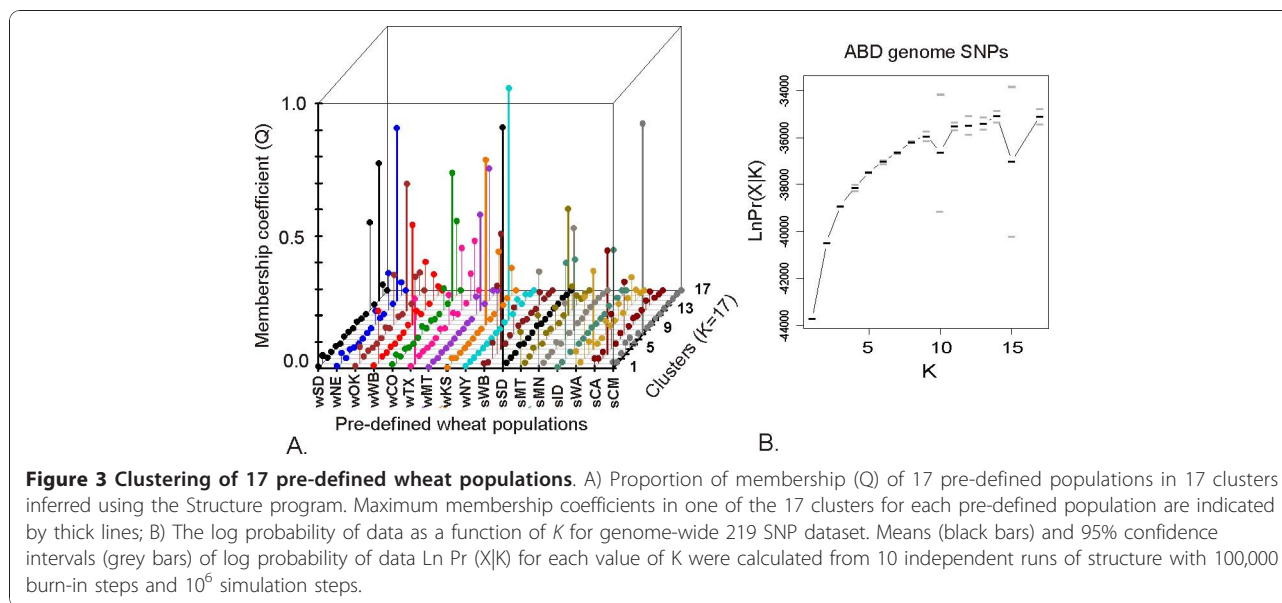 1.0
0.5
0.0
Membership coefficient (Q)
wSD
wNE
wOK
wWB
wCO
wTX
wMT
wKS
wNY
sWB
sSD
sMT
sMN
sID
sWA
sCA
sCM
Pre-defined wheat populations
1
5
9
13
17
Clusters (K=17)
A.
ABD genome SNPs
34000
36000
38000
40000
42000
44000
LnPr(X|K)
5 10 15
K
B.
Figure 3 Clustering of 17 pre-defined wheat populations. A) Proportion of membership (Q) of 17 pre-defined populations in 17 clusters
inferred using the Structure program. Maximum membership coefficients in one of the 17 clusters for each pre-defined population are indicated
by thick lines; B) The log probability of data as a function of K for genome-wide 219 SNP dataset. Means (black bars) and 95% confidence
intervals (grey bars) of log probability of data Ln Pr (X|K) for each value of K were calculated from 10 independent runs of structure with 100,000
burn-in steps and 10⁶ simulation steps.